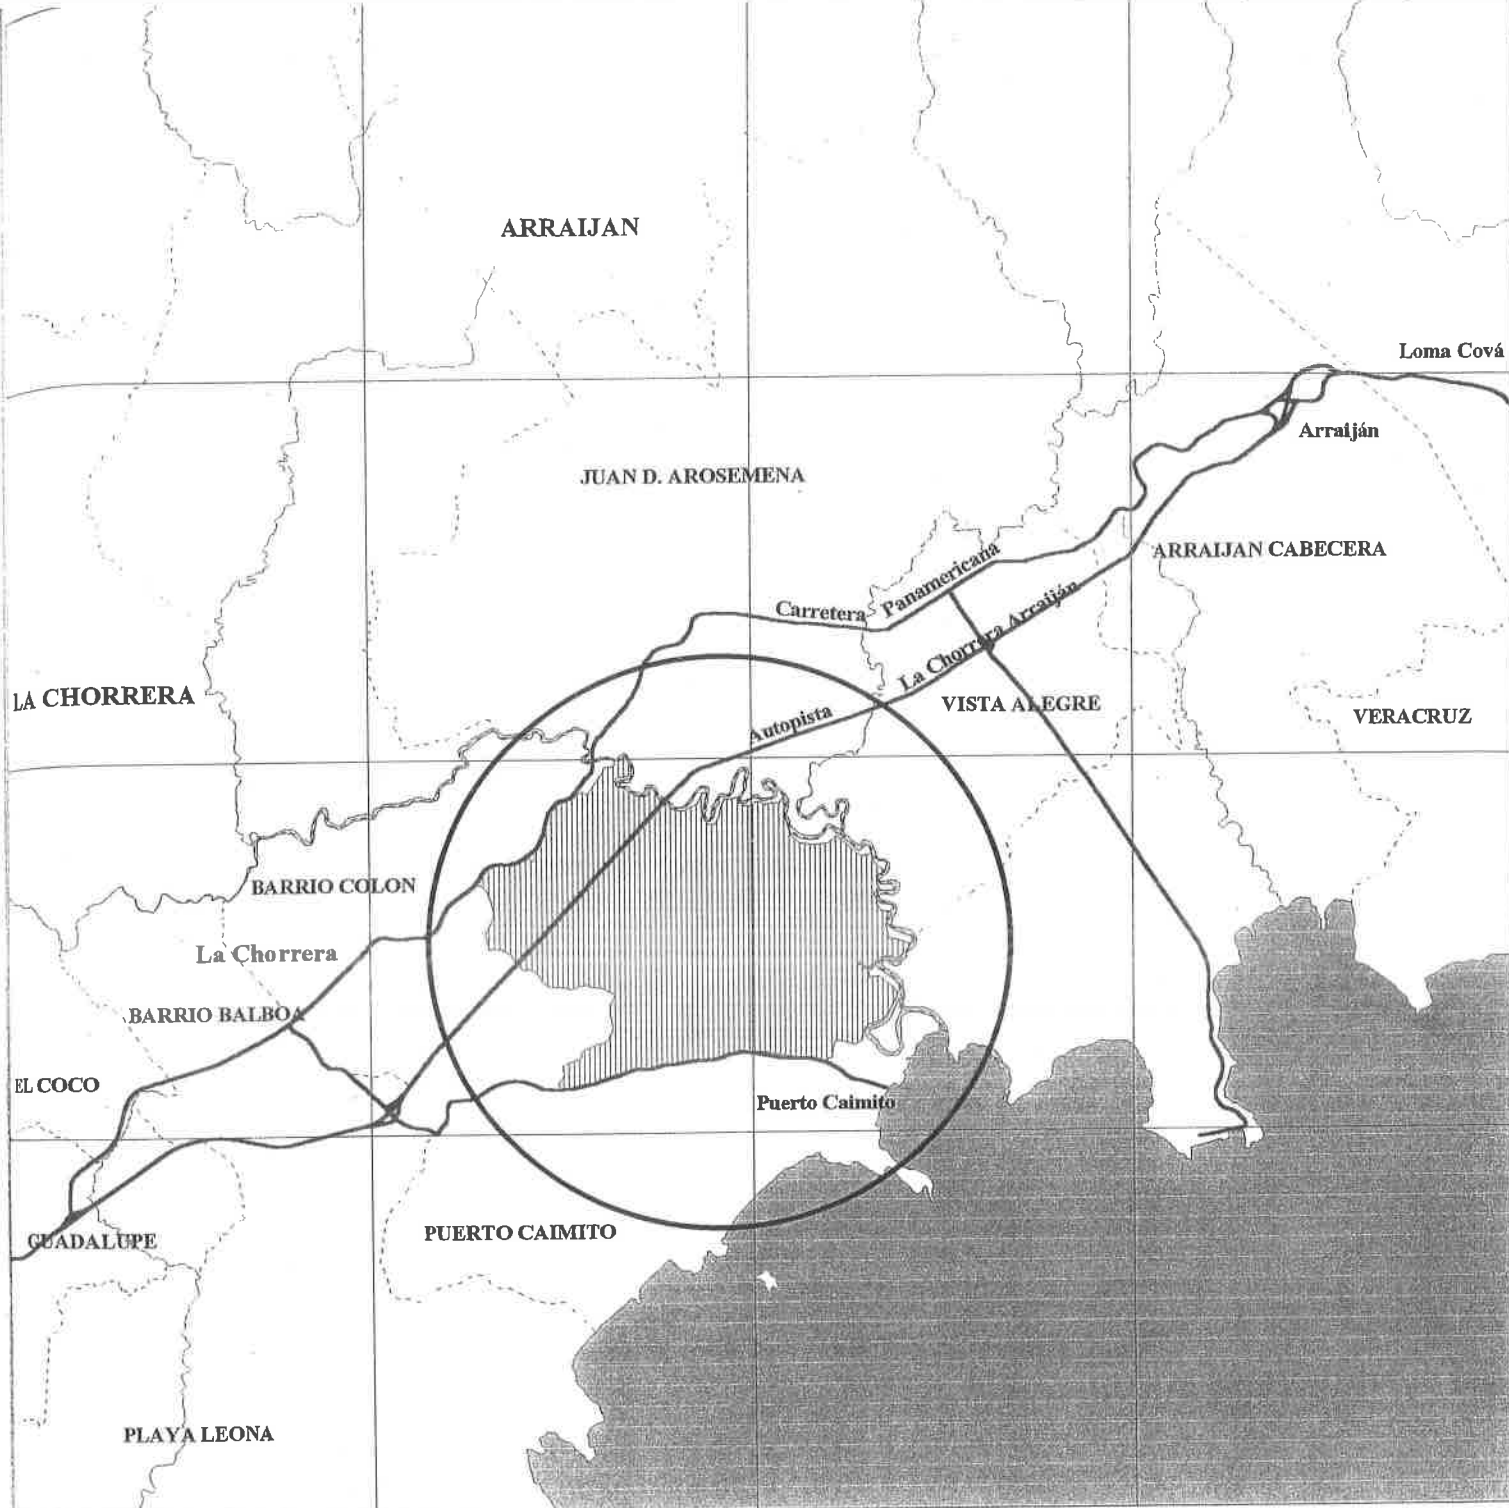 ARRAIJAN
Loma Cová
Arraiján
JUAN D. AROSEMENA
ARRAIJAN CABECERA
Carretera Panamericana
La Chorrera Arraiján
LA CHORRERA
VISTA ALEGRE
VERACRUZ
Autopista
BARRIO COLON
La Chorrera
BARRIO BALBOA
EL COCO
Puerto Caimito
PUERTO CAIMITO
GUADALUPE
PLAYA LEONA